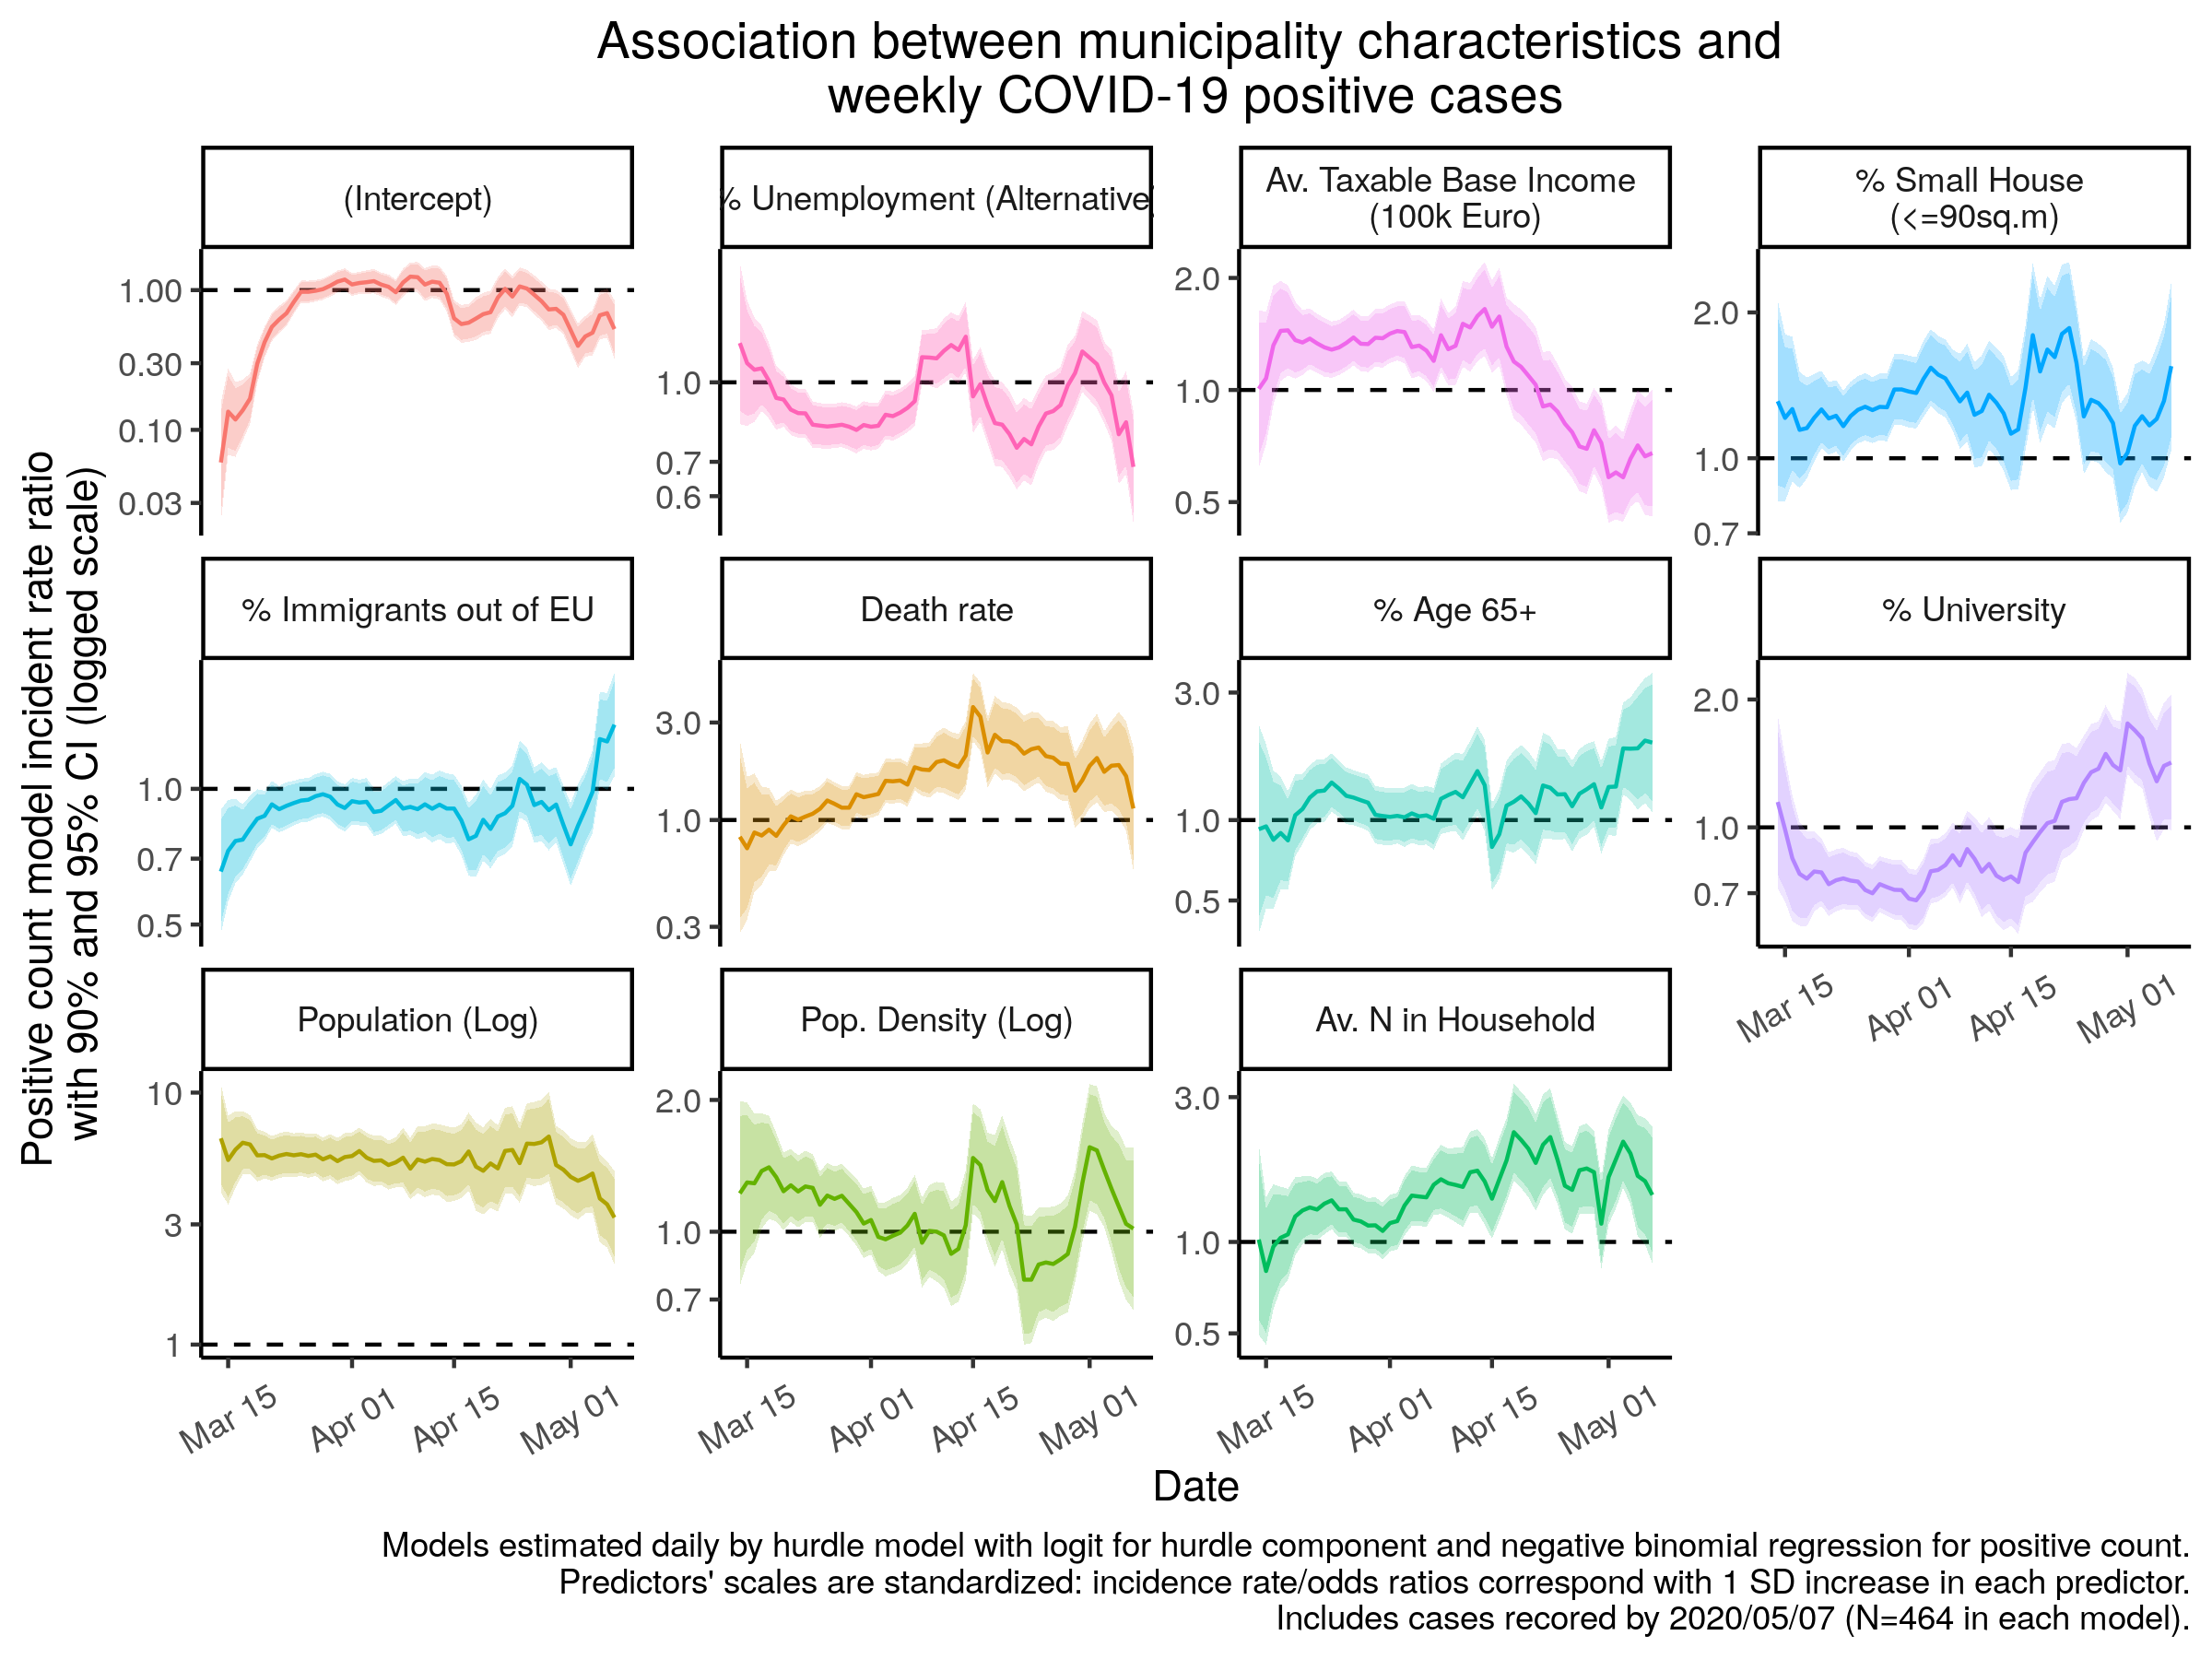 Association between municipality characteristics and
weekly COVID-19 positive cases
Positive count model incident rate ratio
with 90% and 95% CI (logged scale)
(Intercept)
1.00
0.30
0.10
0.03
% Unemployment (Alternative)
1.0
0.7
0.6
Av. Taxable Base Income
(100k Euro)
2.0
1.0
0.5
% Small House
(<=90sq.m)
2.0
1.0
0.7
% Immigrants out of EU
1.0
0.7
0.5
Death rate
3.0
1.0
0.3
% Age 65+
3.0
1.0
0.5
% University
2.0
1.0
0.7
Mar 15 Apr 01 Apr 15 May 01
Population (Log)
10
3
1
Mar 15 Apr 01 Apr 15 May 01
Pop. Density (Log)
2.0
1.0
0.7
Mar 15 Apr 01 Apr 15 May 01
Av. N in Household
3.0
1.0
0.5
Mar 15 Apr 01 Apr 15 May 01
Date
Models estimated daily by hurdle model with logit for hurdle component and negative binomial regression for positive count.
Predictors' scales are standardized: incidence rate/odds ratios correspond with 1 SD increase in each predictor.
Includes cases recored by 2020/05/07 (N=464 in each model).